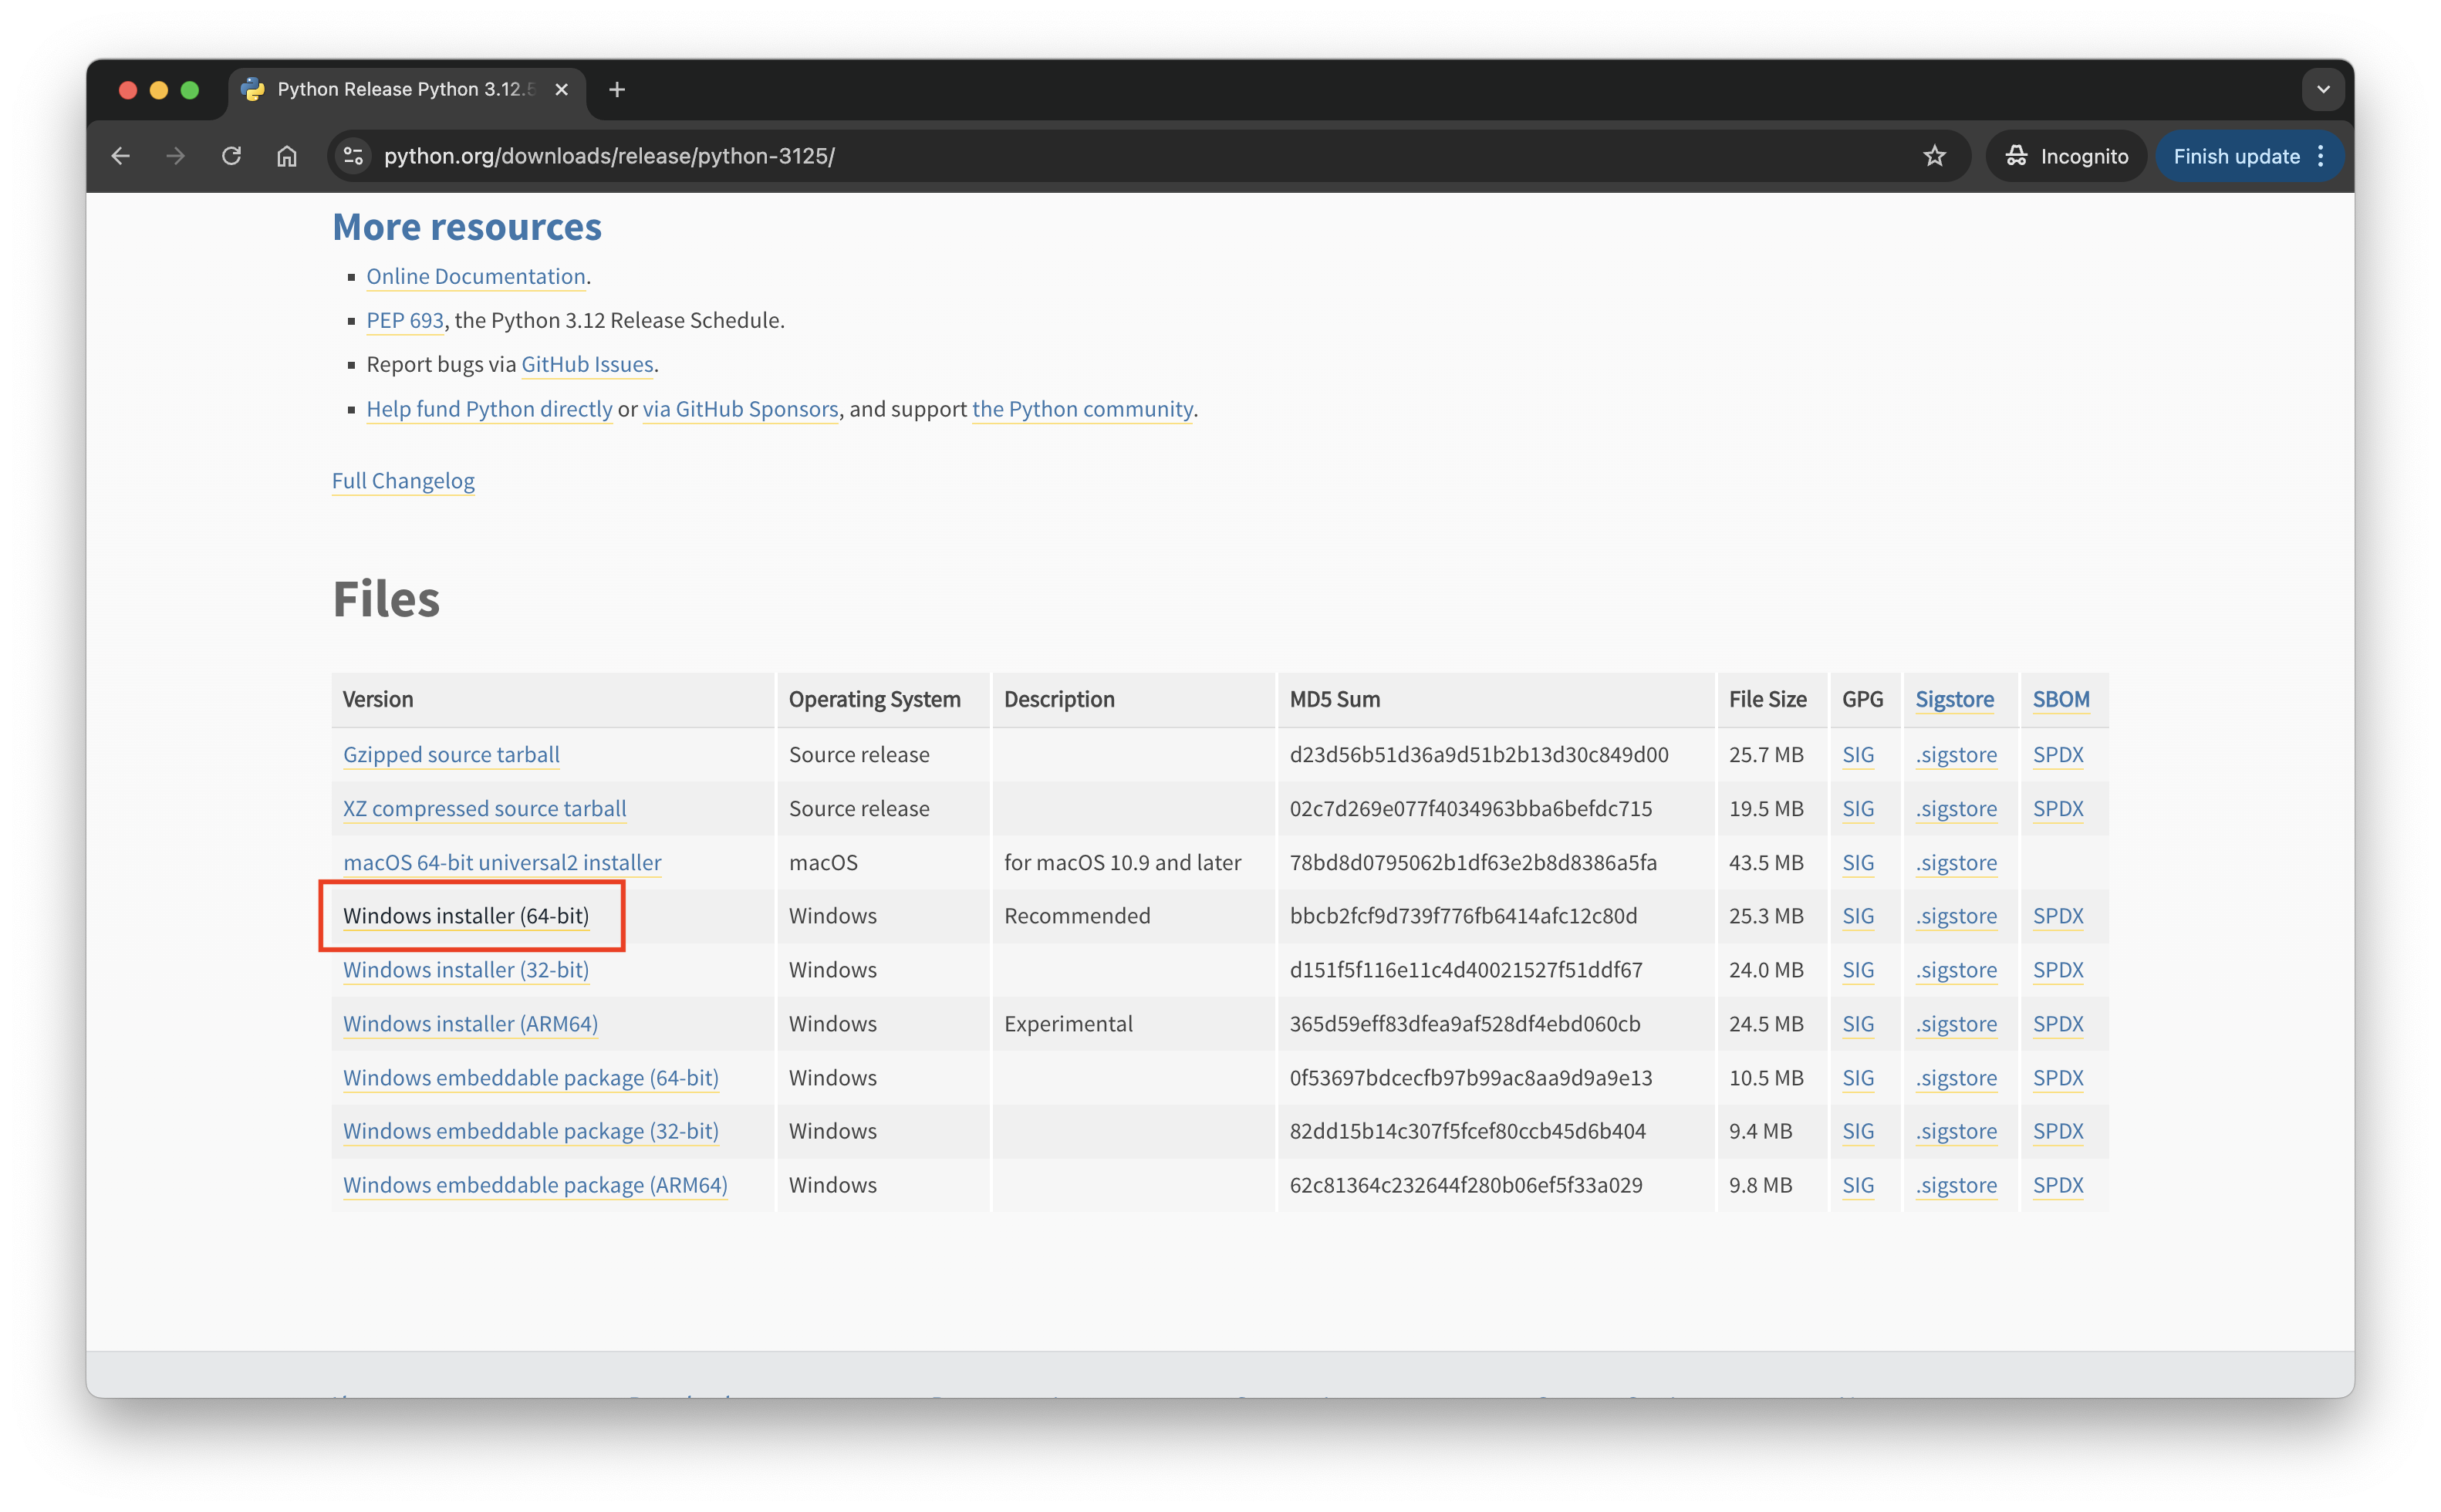 Python Release Python 3.12.5
python.org/downloads/release/python-3125/
Incognito
Finish update
More resources
Online Documentation.
PEP 693, the Python 3.12 Release Schedule.
Report bugs via GitHub Issues.
Help fund Python directly or via GitHub Sponsors, and support the Python community.
Full Changelog
Files
Version Operating System Description MD5 Sum File Size GPG Sigstore SBOM
Gzipped source tarball Source release d23d56b51d36a9d51b2b13d30c849d00 25.7 MB SIG .sigstore SPDX
XZ compressed source tarball Source release 02c7d269e077f4034963bba6befdc715 19.5 MB SIG .sigstore SPDX
macOS 64-bit universal2 installer macOS for macOS 10.9 and later 78bd8d0795062b1df63e2b8d8386a5fa 43.5 MB SIG .sigstore
Windows installer (64-bit) Windows Recommended bbcb2fcf9d739f776fb6414afc12c80d 25.3 MB SIG .sigstore SPDX
Windows installer (32-bit) Windows d151f5f116e11c4d40021527f51ddf67 24.0 MB SIG .sigstore SPDX
Windows installer (ARM64) Windows Experimental 365d59eff83dfea9af528df4ebd060cb 24.5 MB SIG .sigstore SPDX
Windows embeddable package (64-bit) Windows 0f53697bdcecfb97b99ac8aa9d9a9e13 10.5 MB SIG .sigstore SPDX
Windows embeddable package (32-bit) Windows 82dd15b14c307f5fcef80ccb45d6b404 9.4 MB SIG .sigstore SPDX
Windows embeddable package (ARM64) Windows 62c81364c232644f280b06ef5f33a029 9.8 MB SIG .sigstore SPDX